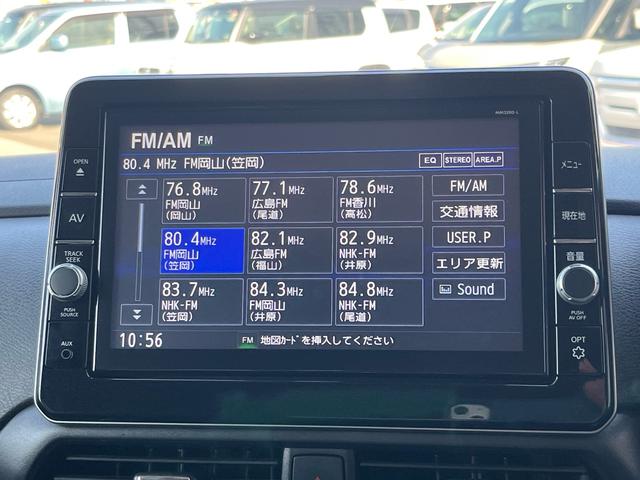 MM320D-L
FM/AM FM
80.4 MHz FM岡山(笠岡) EQ STEREO AREA.P
76.8MHz FM岡山 (岡山)
77.1MHz 広島FM (尾道)
78.6MHz FM香川 (高松)
FM/AM
80.4MHz FM岡山 (笠岡)
82.1MHz 広島FM (福山)
82.9MHz NHK-FM (井原)
交通情報
USER.P
83.7MHz NHK-FM (笠岡)
84.3MHz FM岡山 (井原)
84.8MHz NHK-FM (尾道)
エリア更新
Sound
10:56 FM 地図ｶｰﾄﾞを挿入してください
OPEN
AV
TRACK
SEEK
PUSH
SOURCE
AUX
メニュー
現在地
音量
PUSH
AV OFF
OPT